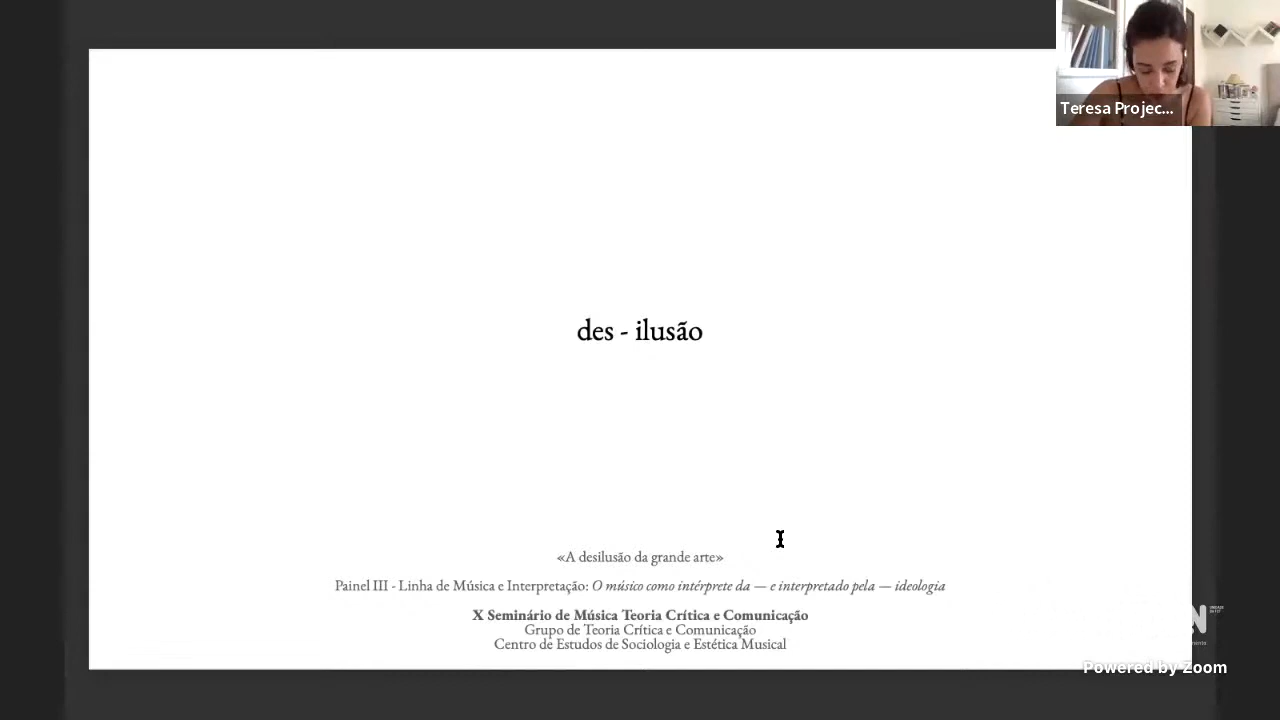 Teresa Projec...
des - ilusão
«A desilusão da grande arte»
Painel III - Linha de Música e Interpretação: O músico como intérprete da — e interpretado pela — ideologia
X Seminário de Música Teoria Crítica e Comunicação
Grupo de Teoria Crítica e Comunicação
Centro de Estudos de Sociologia e Estética Musical
Powered by Zoom